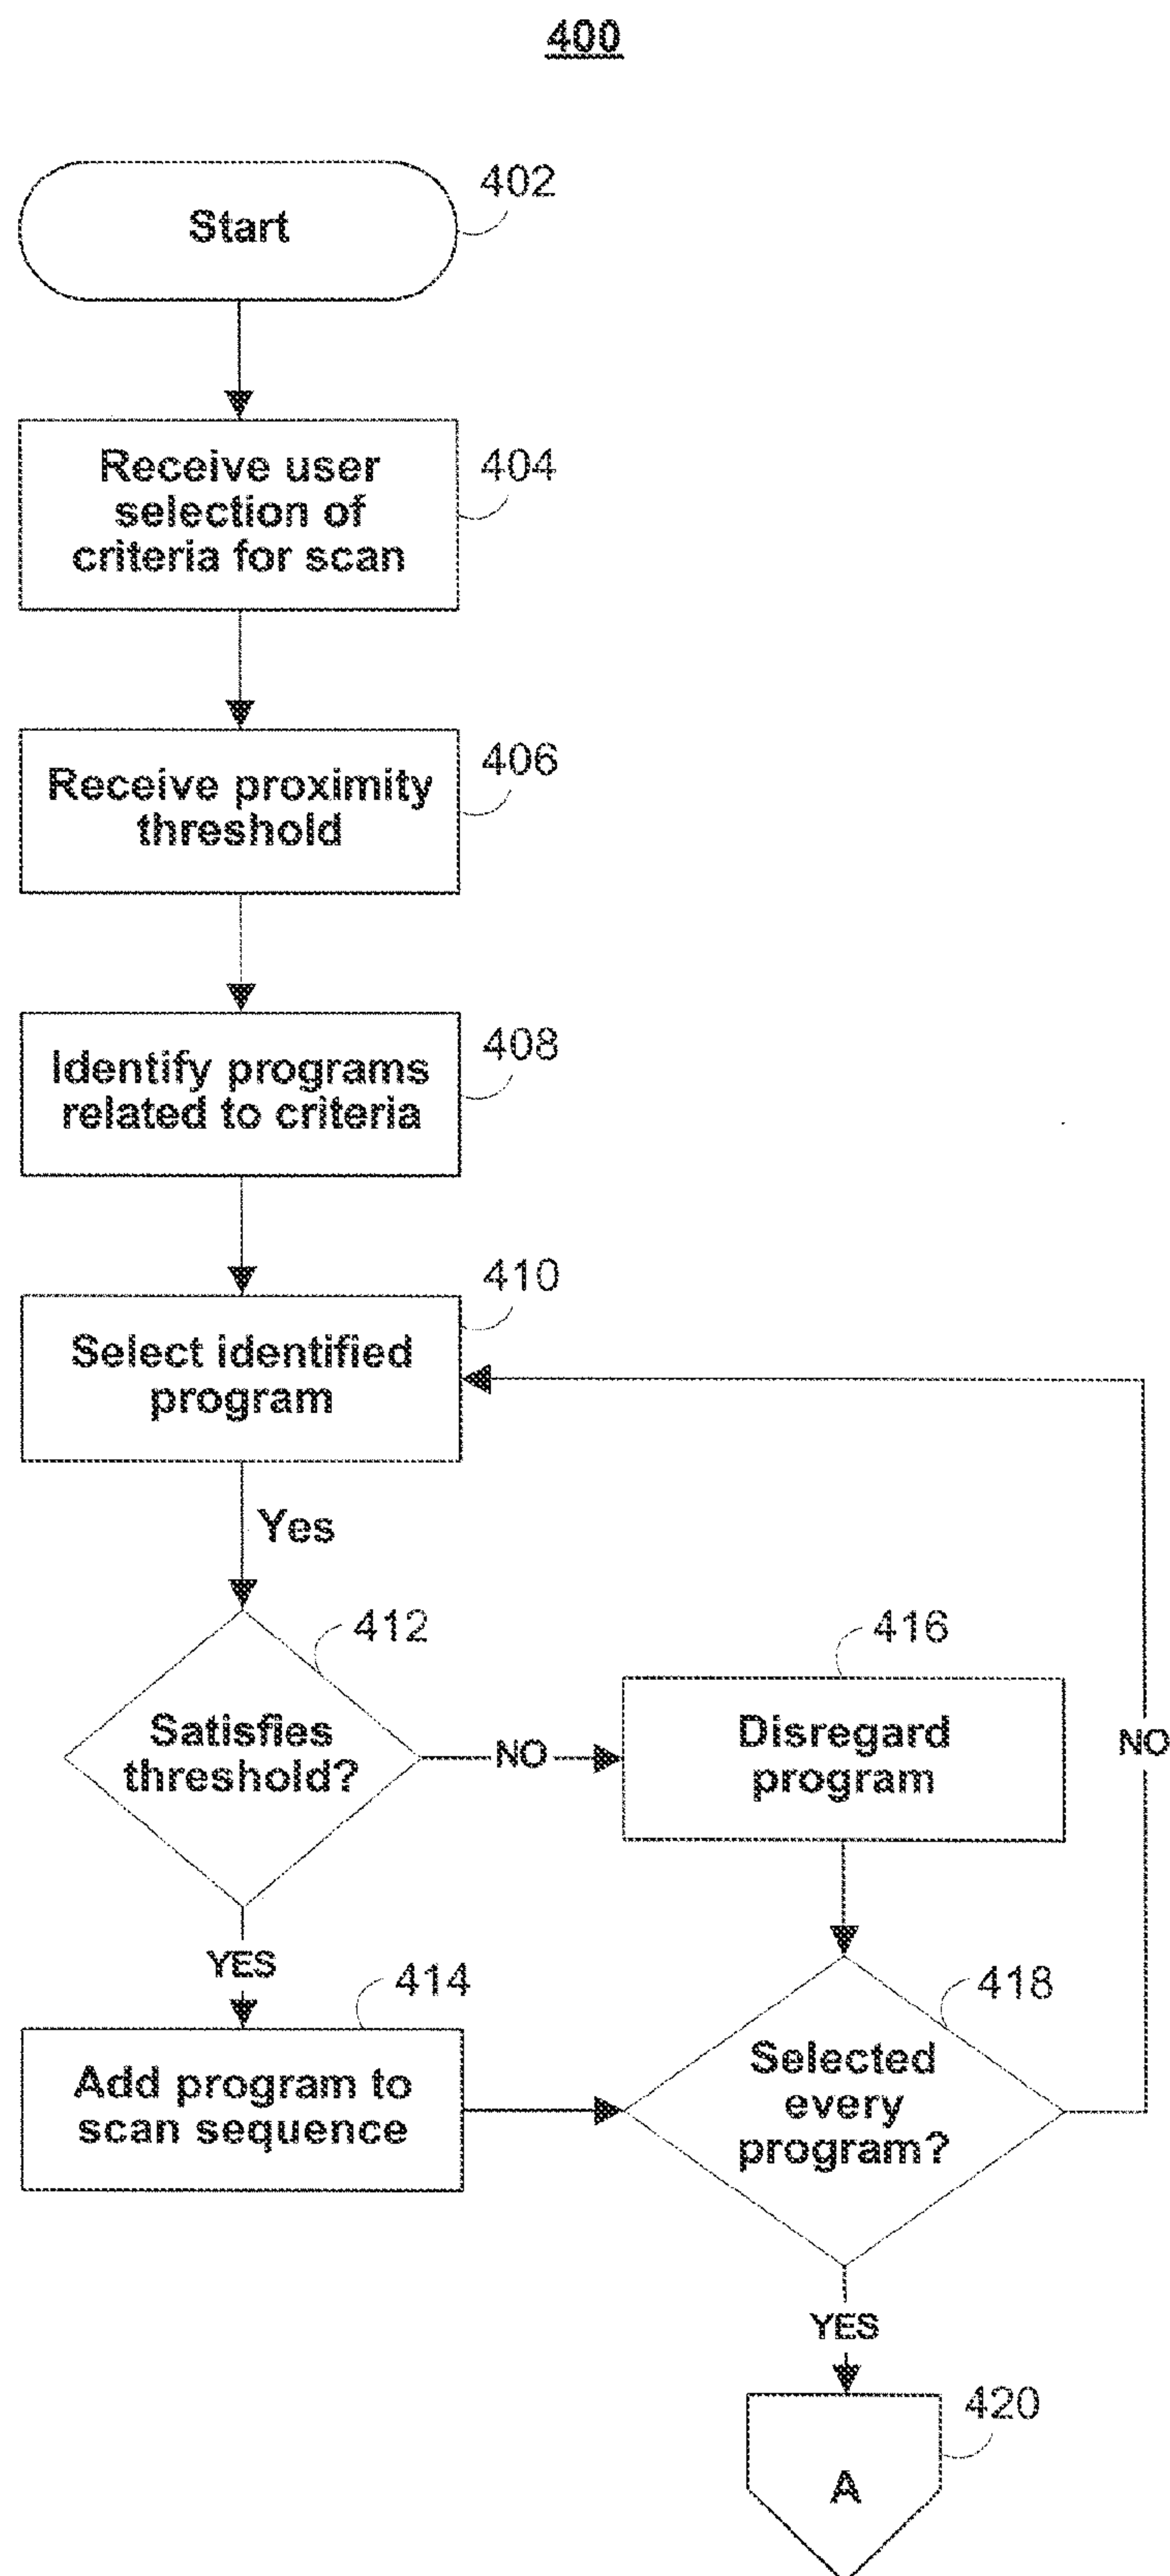 400
402
Start
404
Receive user
selection of
criteria for scan
406
Receive proximity
threshold
408
Identify programs
related to criteria
410
Select identified
program
Yes
412
Satisfies
threshold?
NO
416
Disregard
program
NO
YES
414
Add program to
scan sequence
418
Selected
every
program?
YES
420
A